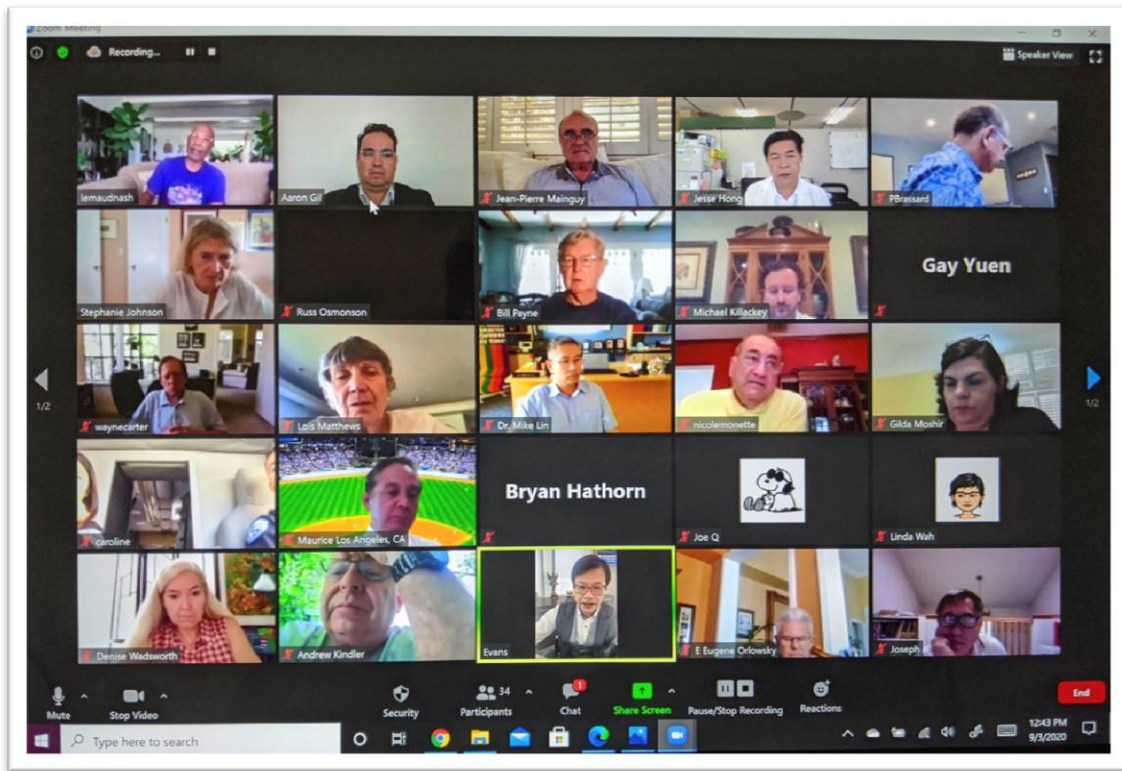 Zoom Meeting
Recording...
Speaker View
lemaudnash
Aaron Gil
Jean-Pierre Mainguy
Jesse Hong
PBrassard
Stephanie Johnson
Russ Osmonson
Bill Payne
Michael Killackey
Gay Yuen
waynecarter
Lois Matthews
Dr. Mike Lin
nicolemonette
Gilda Moshir
1/2
1/2
caroline
Maurice Los Angeles, CA
Bryan Hathorn
Joe Q
Linda Wah
Denise Wadsworth
Andrew Kindler
Evans
E Eugene Orlowsky
Joseph
Mute
Stop Video
Security
34
Participants
1
Chat
Share Screen
Pause/Stop Recording
Reactions
End
Type here to search
12:43 PM
9/3/2020